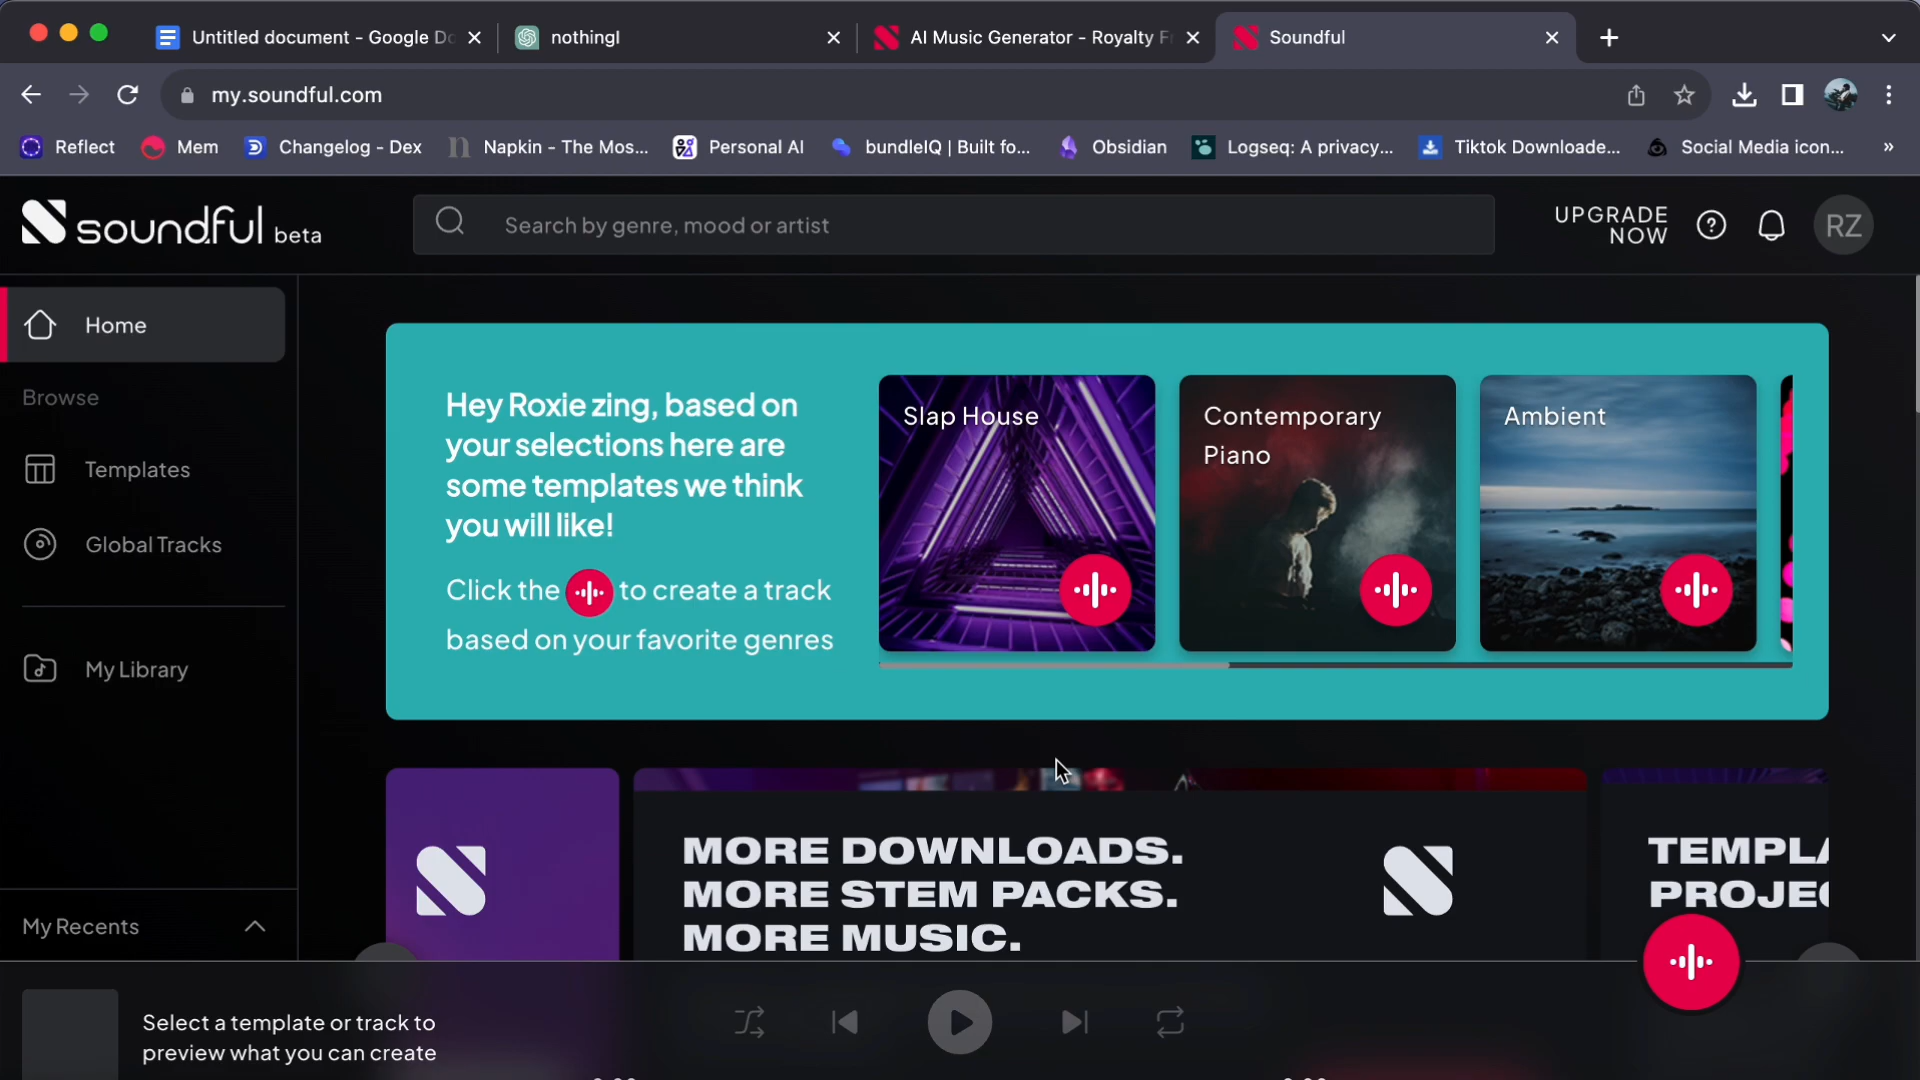 Untitled document - Google Do
nothingl
AI Music Generator - Royalty F
Soundful
my.soundful.com
Reflect
Mem
Changelog - Dex
Napkin - The Mos...
Personal AI
bundleIQ | Built fo...
Obsidian
Logseq: A privacy...
Tiktok Downloade...
Social Media icon...
»
soundful beta
Search by genre, mood or artist
UPGRADE
NOW
RZ
Home
Browse
Templates
Global Tracks
My Library
My Recents
Hey Roxie zing, based on
your selections here are
some templates we think
you will like!
Click the to create a track
based on your favorite genres
Slap House
Contemporary
Piano
Ambient
MORE DOWNLOADS.
MORE STEM PACKS.
MORE MUSIC.
TEMPLA
PROJEC
Select a template or track to
preview what you can create